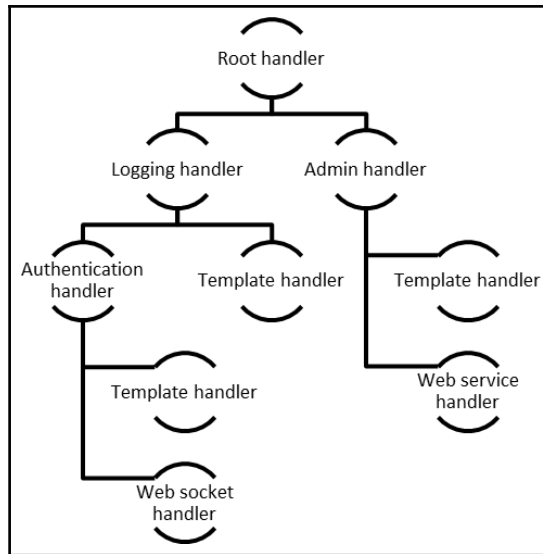 Root handler
Logging handler
Admin handler
Authentication
handler
Template handler
Template handler
Template handler
Web service
handler
Web socket
handler